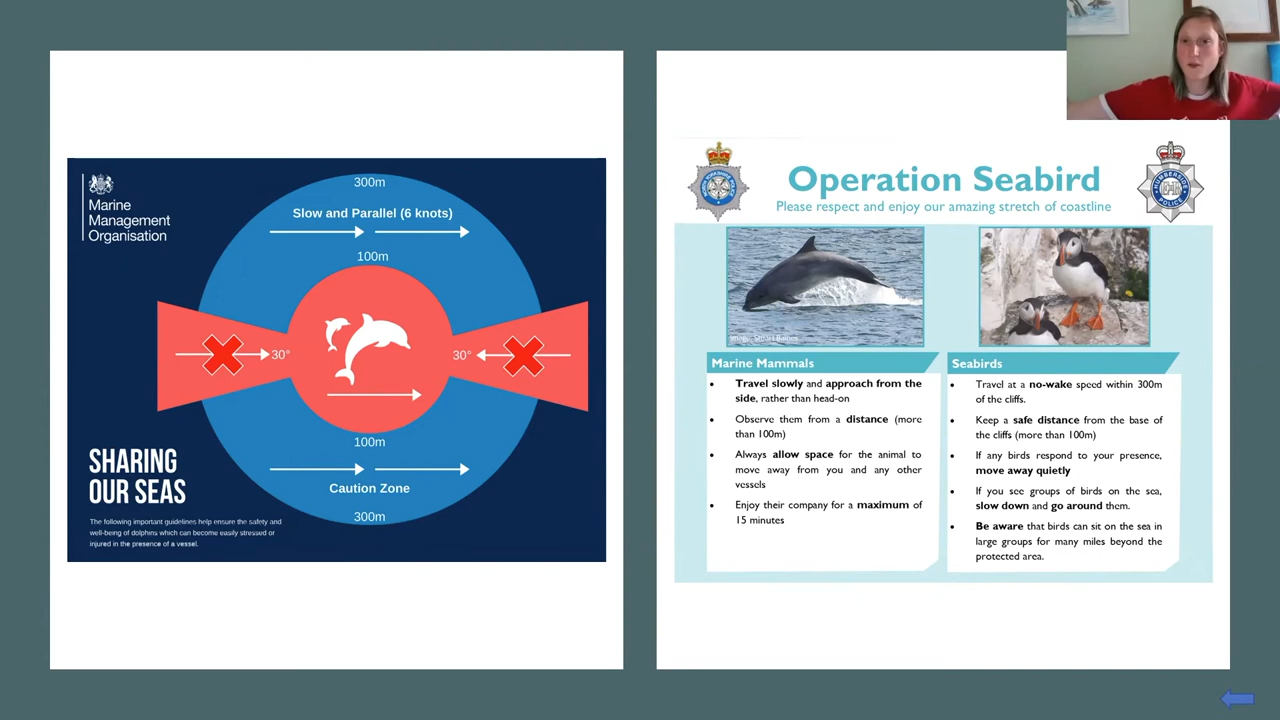 Marine
Management
Organisation
300m
Slow and Parallel (6 knots)
100m
30°
30°
100m
Caution Zone
300m
SHARING
OUR SEAS
The following important guidelines help ensure the safety and
well-being of dolphins which can become easily stressed or
injured in the presence of a vessel.
Operation Seabird
Please respect and enjoy our amazing stretch of coastline
Marine Mammals
• Travel slowly and approach from the
side, rather than head-on
• Observe them from a distance (more
than 100m)
• Always allow space for the animal to
move away from you and any other
vessels
• Enjoy their company for a maximum of
15 minutes
Seabirds
• Travel at a no-wake speed within 300m
of the cliffs.
• Keep a safe distance from the base of
the cliffs (more than 100m)
• If any birds respond to your presence,
move away quietly
• If you see groups of birds on the sea,
slow down and go around them.
• Be aware that birds can sit on the sea in
large groups for many miles beyond the
protected area.